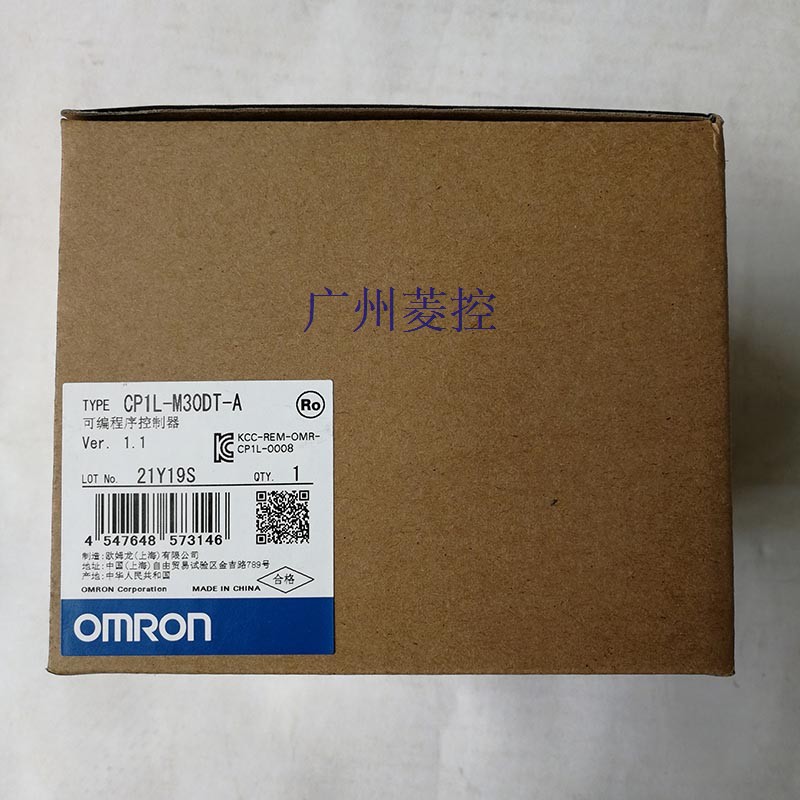 广州菱控
TYPE CP1L-M30DT-A
Ro
可编程序控制器
Ver. 1.1
KCC-REM-OMR-
CP1L-0008
LOT No. 21Y19S QTY. 1
4 547648 573146
制造:欧姆龙(上海)有限公司
地址:中国(上海)自由贸易试验区金吉路789号
产地:中华人民共和国
合格
OMRON Corporation MADE IN CHINA
OMRON